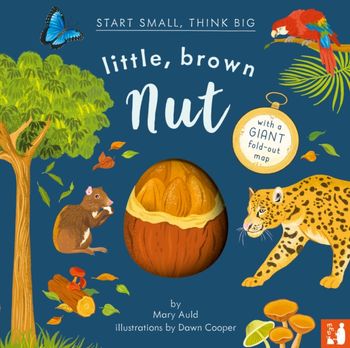 START SMALL, THINK BIG
little, brown
Nut
with a
GIANT
fold-out
map
by
Mary Auld
illustrations by Dawn Cooper